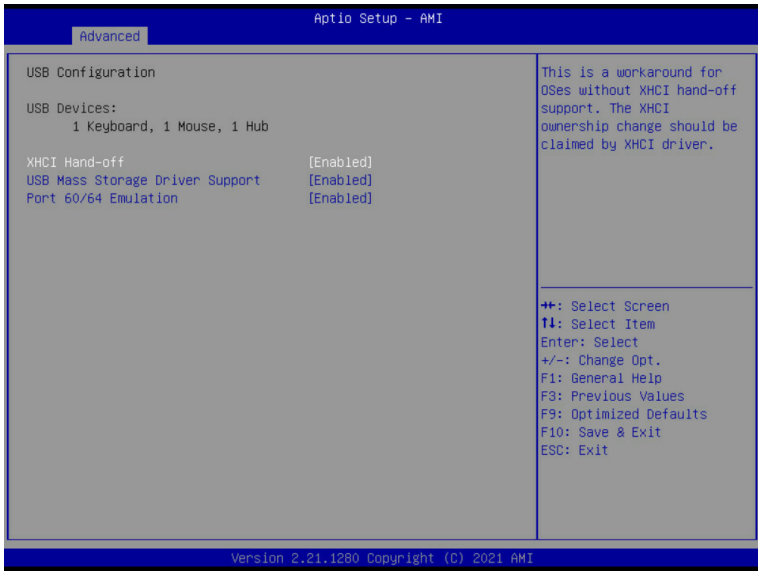 Aptio Setup – AMI
Advanced
USB Configuration
USB Devices:
1 Keyboard, 1 Mouse, 1 Hub
XHCI Hand-off [Enabled]
USB Mass Storage Driver Support [Enabled]
Port 60/64 Emulation [Enabled]
This is a workaround for
OSes without XHCI hand-off
support. The XHCI
ownership change should be
claimed by XHCI driver.
→←: Select Screen
↑↓: Select Item
Enter: Select
+/-: Change Opt.
F1: General Help
F3: Previous Values
F9: Optimized Defaults
F10: Save & Exit
ESC: Exit
Version 2.21.1280 Copyright (C) 2021 AMI